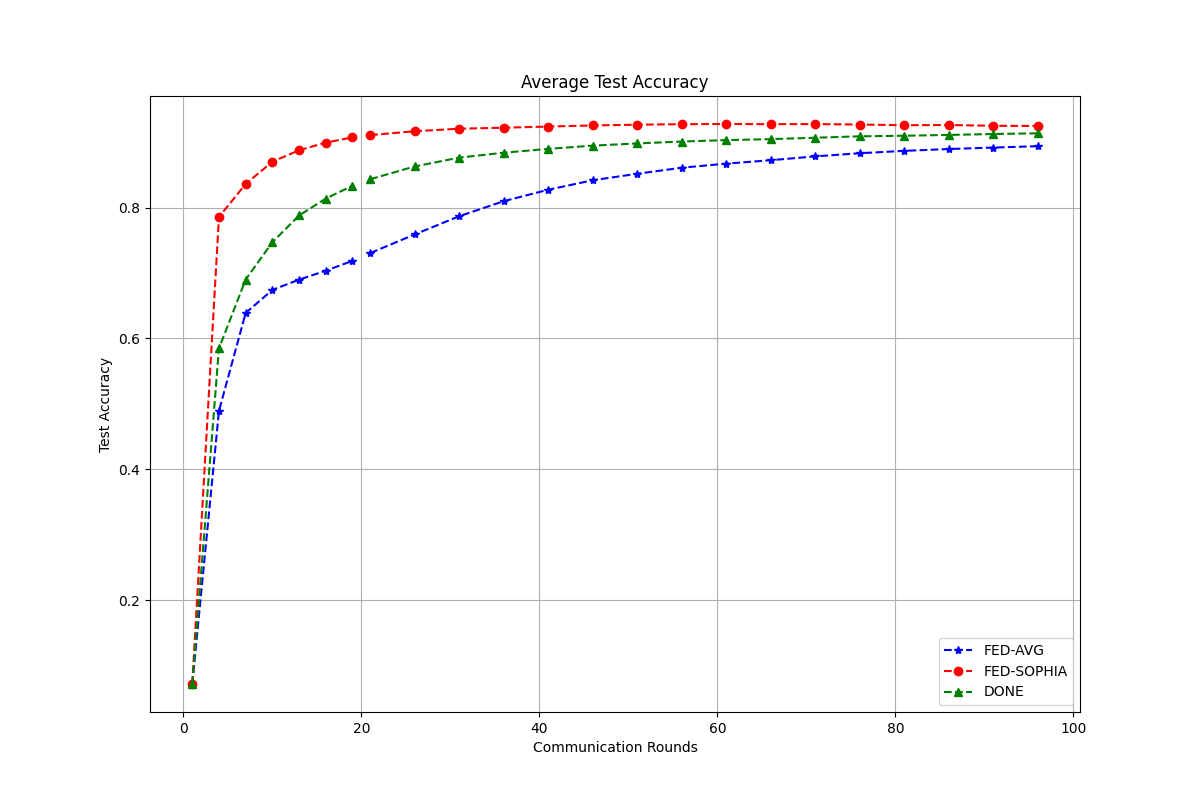 Average Test Accuracy
Test Accuracy
0.8
0.6
0.4
0.2
0 20 40 60 80 100
Communication Rounds
FED-AVG
FED-SOPHIA
DONE